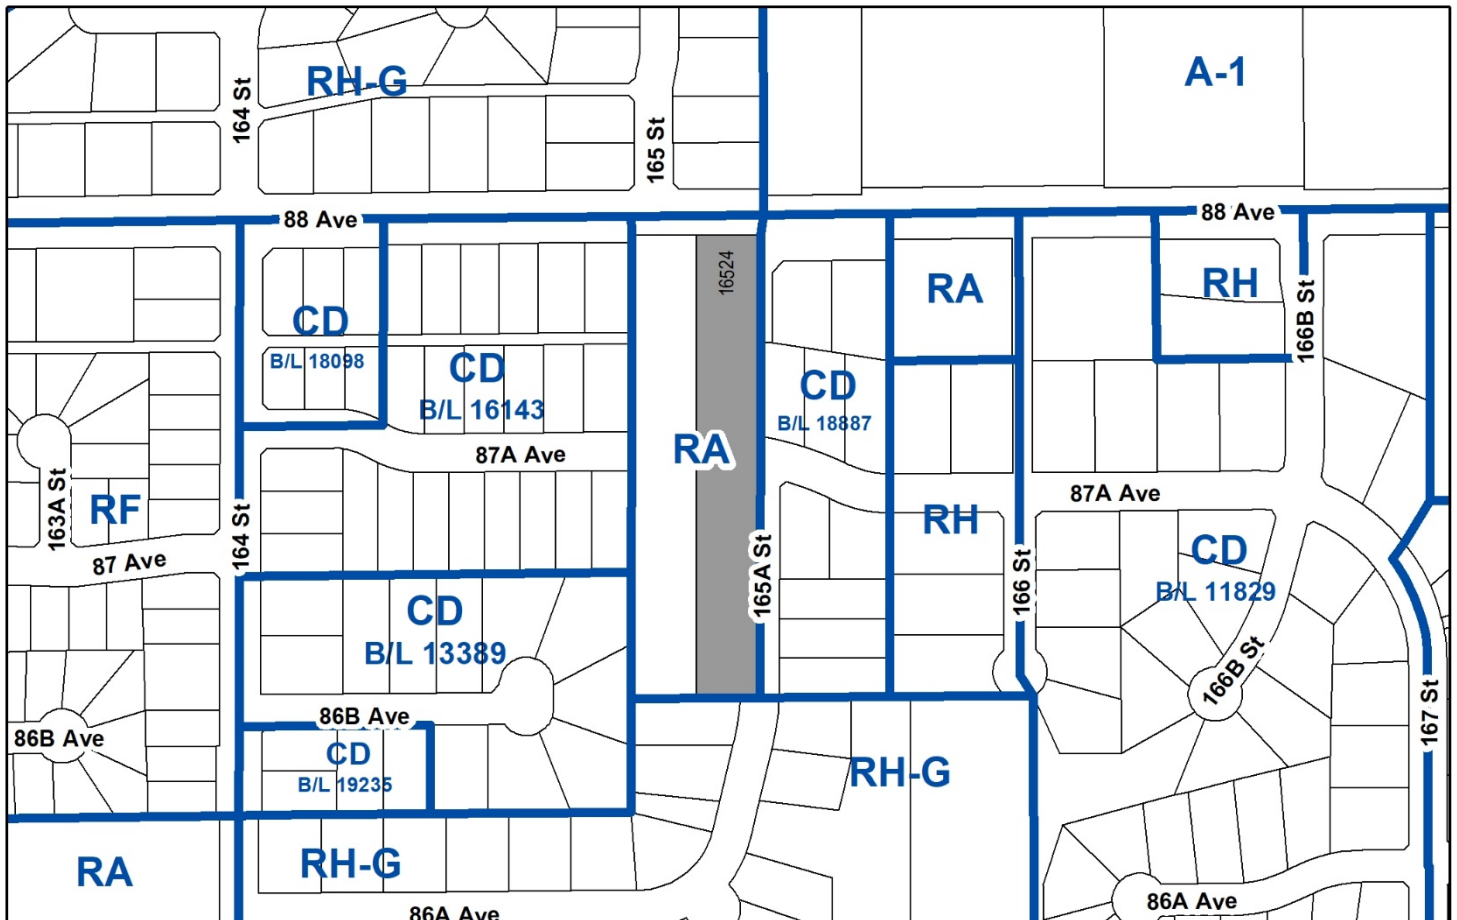 RH-G
A-1
164 St
165 St
88 Ave
88 Ave
16524
CD
B/L 18098
CD
B/L 16143
CD
B/L 18887
RA
RH
166B St
87A Ave
RA
163A St
RF
87 Ave
164 St
165A St
RH
166 St
87A Ave
CD
B/L 11829
CD
B/L 13389
86B Ave
86B Ave
CD
B/L 19235
166B St
167 St
RH-G
RA
RH-G
86A Ave
86A Ave